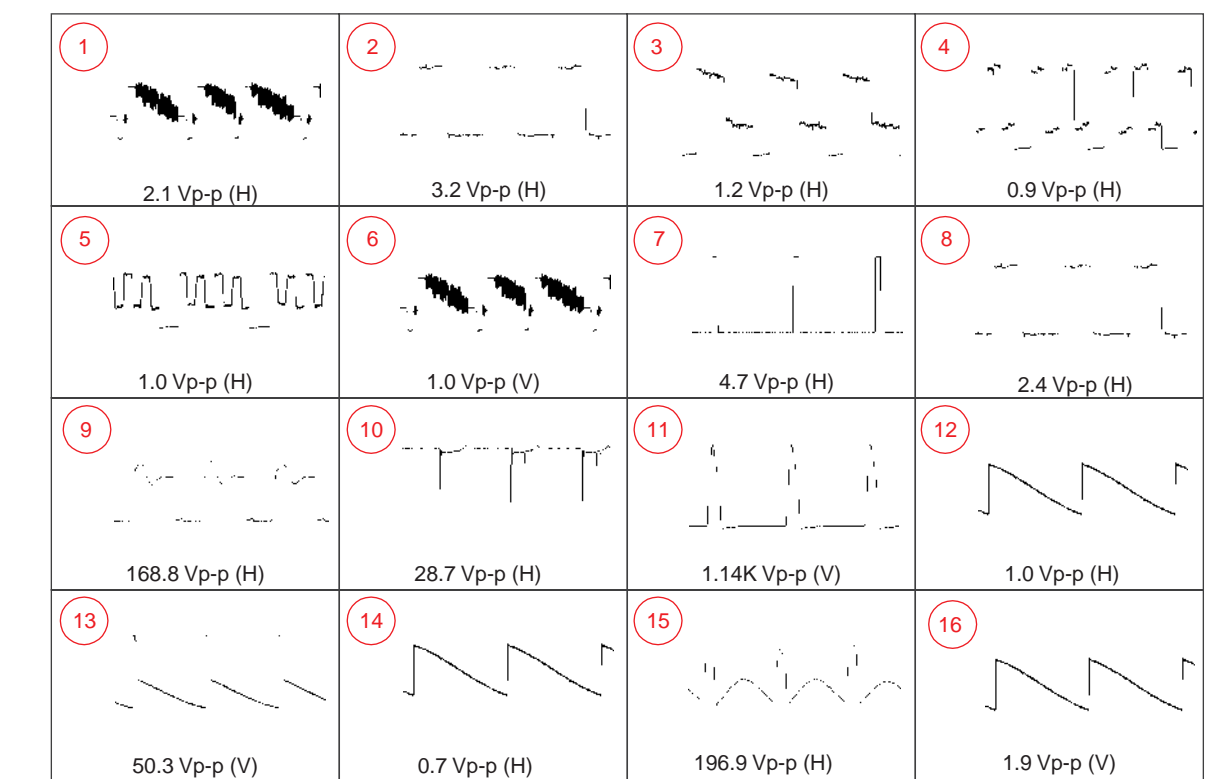 1
2
3
4
2.1 Vp-p (H)
3.2 Vp-p (H)
1.2 Vp-p (H)
0.9 Vp-p (H)
5
6
7
8
1.0 Vp-p (H)
1.0 Vp-p (V)
4.7 Vp-p (H)
2.4 Vp-p (H)
9
10
11
12
168.8 Vp-p (H)
28.7 Vp-p (H)
1.14K Vp-p (V)
1.0 Vp-p (H)
13
14
15
16
50.3 Vp-p (V)
0.7 Vp-p (H)
196.9 Vp-p (H)
1.9 Vp-p (V)